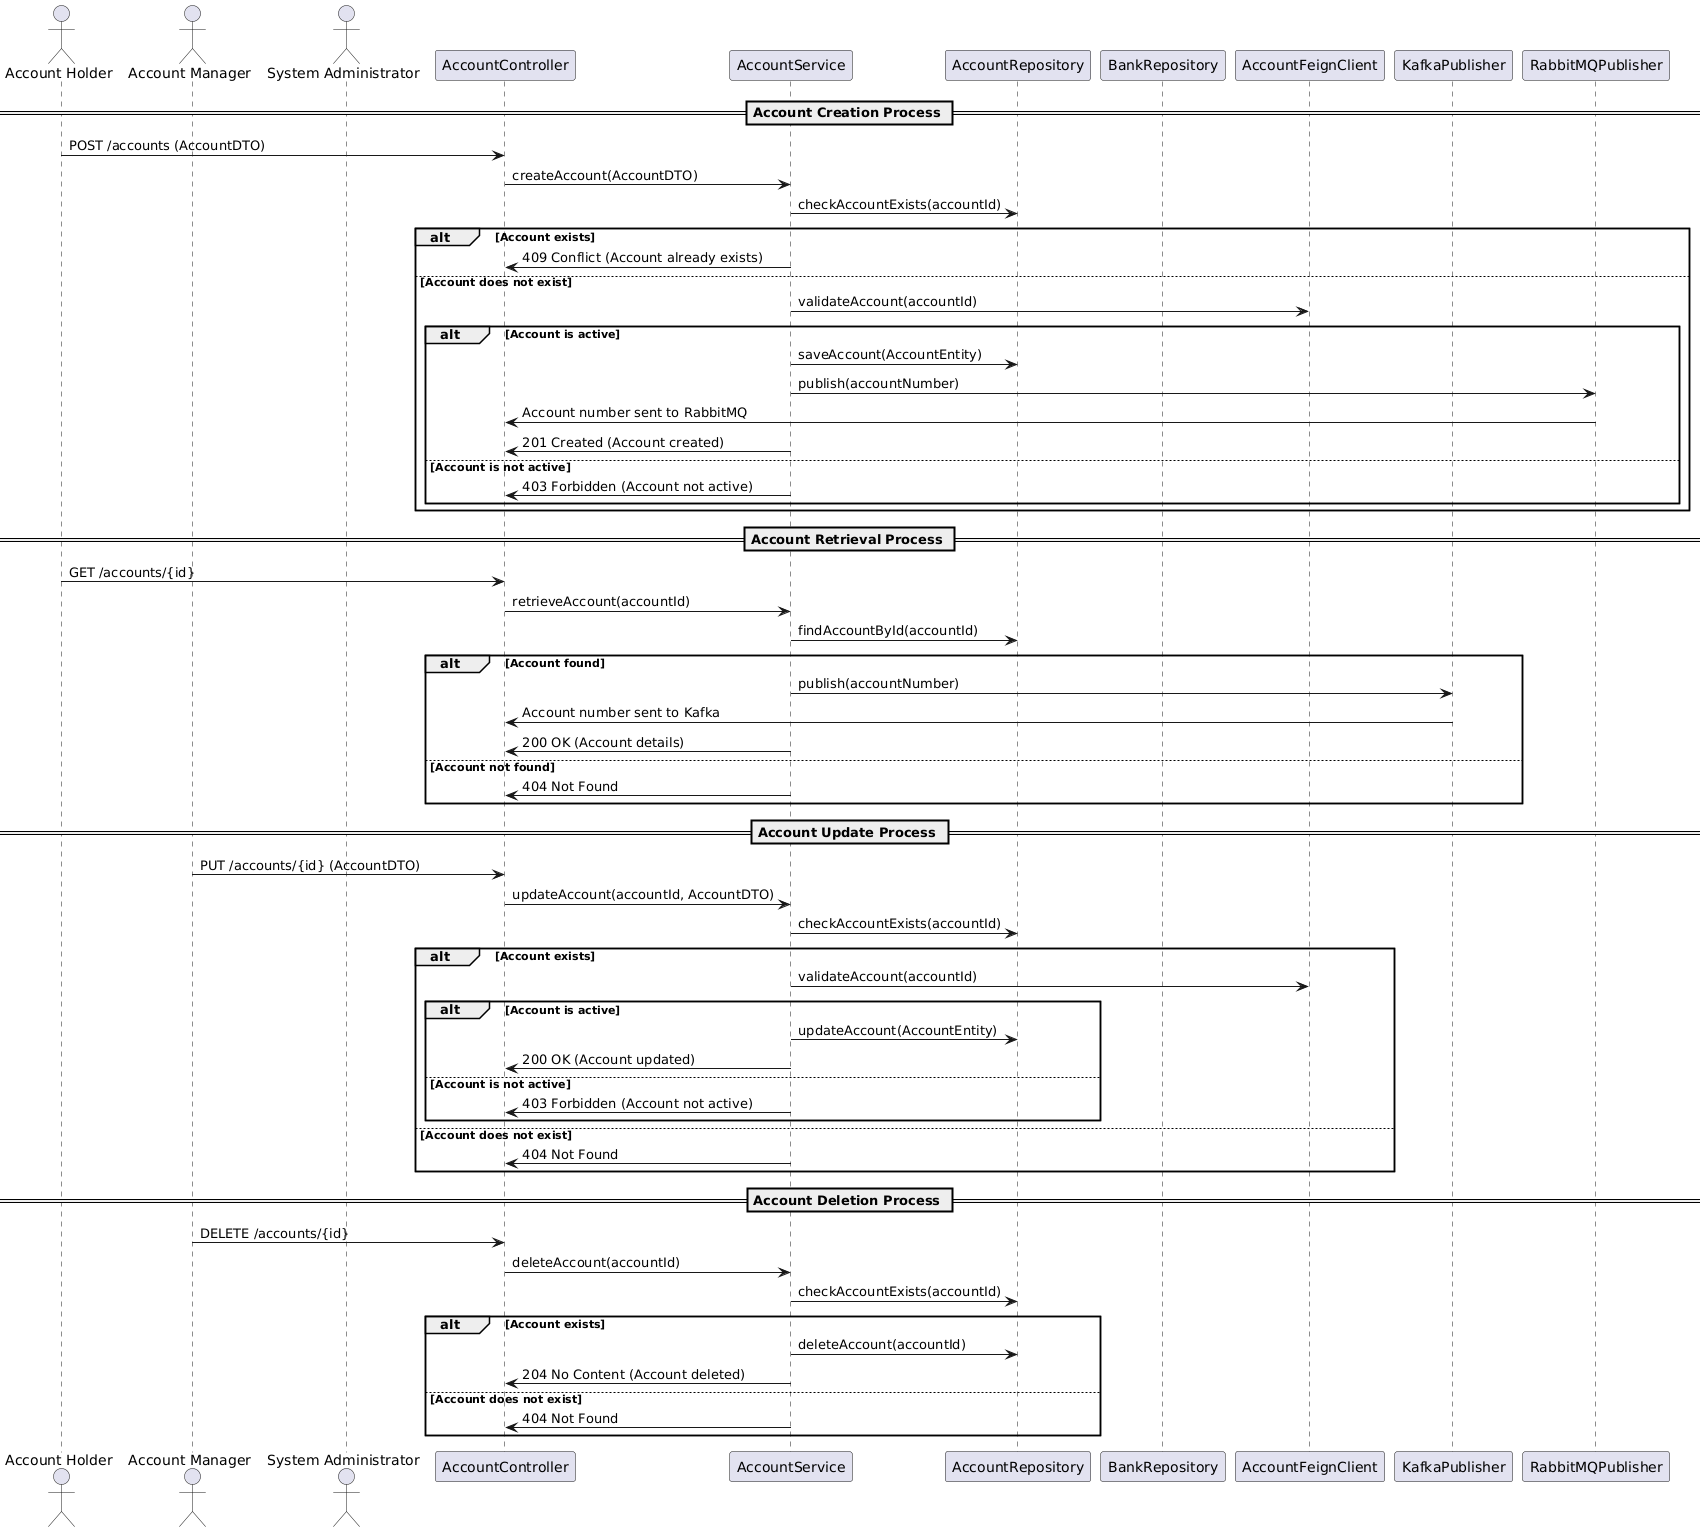 Account Holder
Account Manager
System Administrator
AccountController
AccountService
AccountRepository
BankRepository
AccountFeignClient
KafkaPublisher
RabbitMQPublisher
Account Creation Process
POST /accounts (AccountDTO)
createAccount(AccountDTO)
checkAccountExists(accountId)
alt [Account exists]
409 Conflict (Account already exists)
[Account does not exist]
validateAccount(accountId)
alt [Account is active]
saveAccount(AccountEntity)
publish(accountNumber)
Account number sent to RabbitMQ
201 Created (Account created)
[Account is not active]
403 Forbidden (Account not active)
Account Retrieval Process
GET /accounts/{id}
retrieveAccount(accountId)
findAccountById(accountId)
alt [Account found]
publish(accountNumber)
Account number sent to Kafka
200 OK (Account details)
[Account not found]
404 Not Found
Account Update Process
PUT /accounts/{id} (AccountDTO)
updateAccount(accountId, AccountDTO)
checkAccountExists(accountId)
alt [Account exists]
validateAccount(accountId)
alt [Account is active]
updateAccount(AccountEntity)
200 OK (Account updated)
[Account is not active]
403 Forbidden (Account not active)
[Account does not exist]
404 Not Found
Account Deletion Process
DELETE /accounts/{id}
deleteAccount(accountId)
checkAccountExists(accountId)
alt [Account exists]
deleteAccount(accountId)
204 No Content (Account deleted)
[Account does not exist]
404 Not Found
Account Holder
Account Manager
System Administrator
AccountController
AccountService
AccountRepository
BankRepository
AccountFeignClient
KafkaPublisher
RabbitMQPublisher